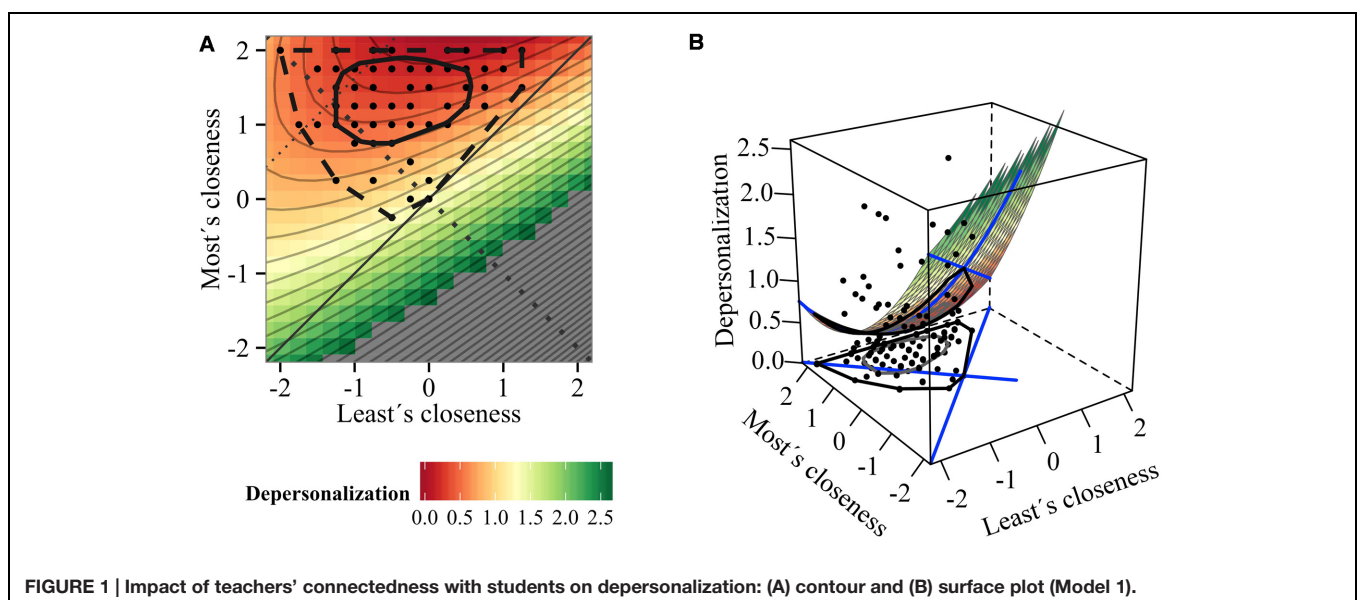 A
B
2
1
0
-1
-2
Most´s closeness
-2 -1 0 1 2
Least´s closeness
Depersonalization
0.0 0.5 1.0 1.5 2.0 2.5
2.5
2.0
1.5
1.0
0.5
0.0
Depersonalization
2
1
0
-1
-2
Most´s closeness
-2
-1
0
1
2
Least´s closeness
FIGURE 1 | Impact of teachers’ connectedness with students on depersonalization: (A) contour and (B) surface plot (Model 1).